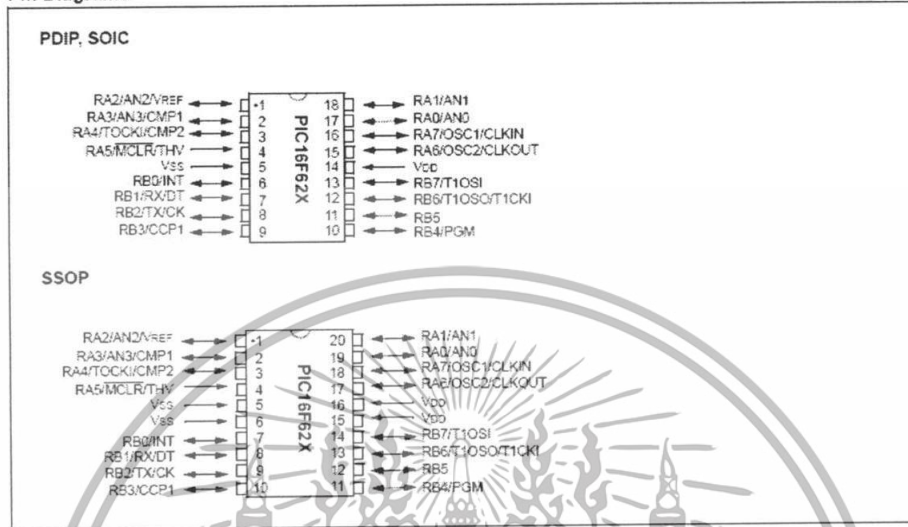 PDIP, SOIC
RA2/AN2/VREF 1 18 RA1/AN1
RA3/AN3/CMP1 2 17 RA0/AN0
RA4/TOCKI/CMP2 3 16 RA7/OSC1/CLKIN
RA5/MCLR/THV 4 15 RA6/OSC2/CLKOUT
VSS 5 14 VDD
RB0/INT 6 13 RB7/T1OSI
RB1/RX/DT 7 12 RB6/T1OSO/T1CKI
RB2/TX/CK 8 11 RB5
RB3/CCP1 9 10 RB4/PGM
PIC16F62X
SSOP
RA2/AN2/VREF 1 20 RA1/AN1
RA3/AN3/CMP1 2 19 RA0/AN0
RA4/TOCKI/CMP2 3 18 RA7/OSC1/CLKIN
RA5/MCLR/THV 4 17 RA6/OSC2/CLKOUT
VSS 5 16 VDD
VSS 6 15 VDD
RB0/INT 7 14 RB7/T1OSI
RB1/RX/DT 8 13 RB6/T1OSO/T1CKI
RB2/TX/CK 9 12 RB5
RB3/CCP1 10 11 RB4/PGM
PIC16F62X